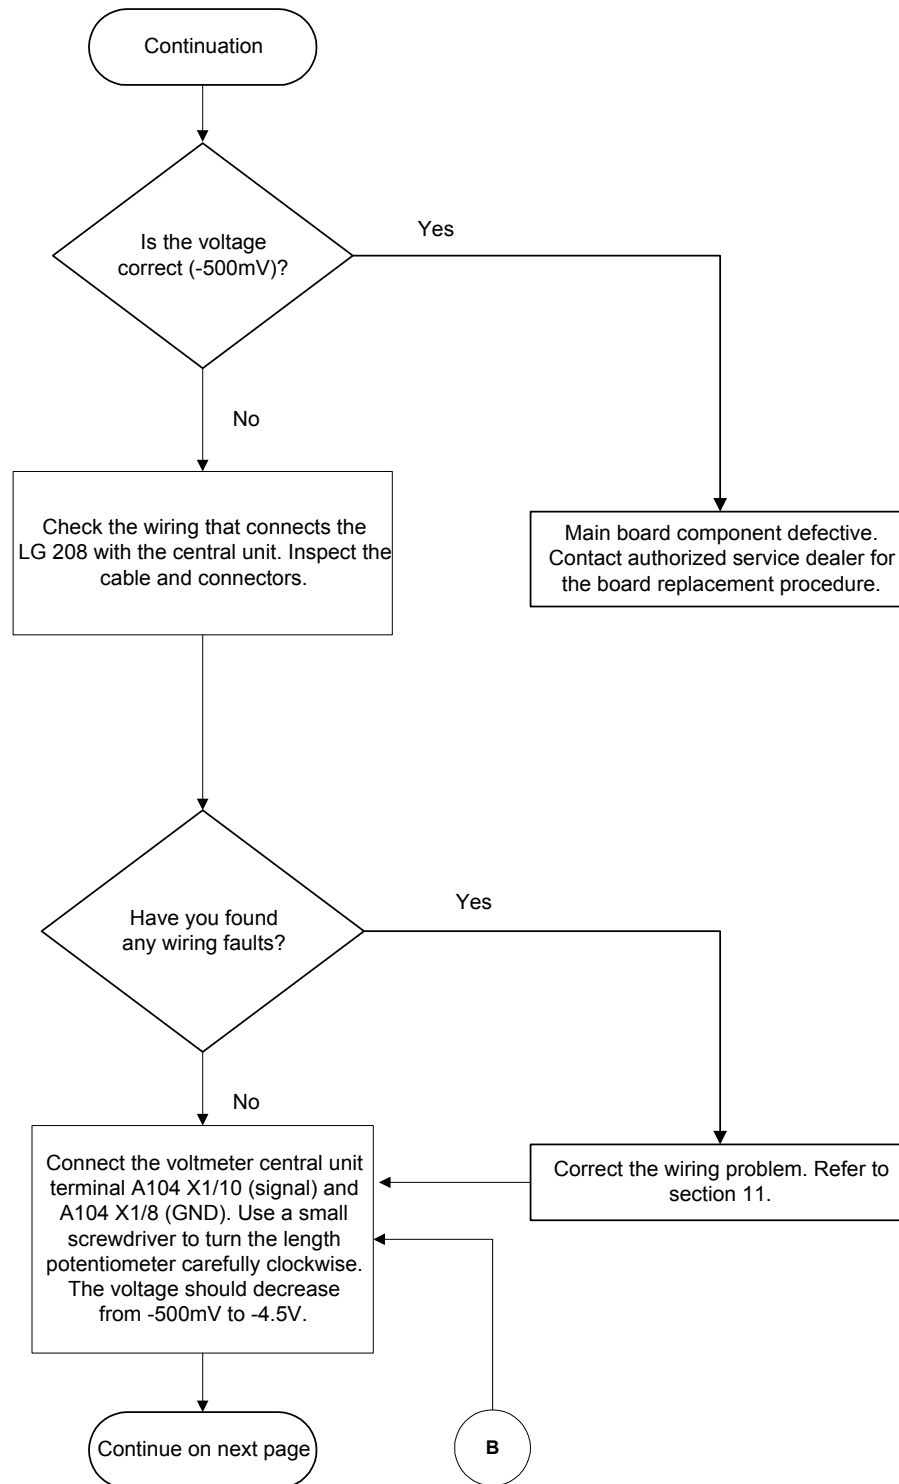 Continuation
Is the voltage
correct (-500mV)?
Yes
No
Check the wiring that connects the
LG 208 with the central unit. Inspect the
cable and connectors.
Main board component defective.
Contact authorized service dealer for
the board replacement procedure.
Have you found
any wiring faults?
Yes
No
Connect the voltmeter central unit
terminal A104 X1/10 (signal) and
A104 X1/8 (GND). Use a small
screwdriver to turn the length
potentiometer carefully clockwise.
The voltage should decrease
from -500mV to -4.5V.
Correct the wiring problem. Refer to
section 11.
Continue on next page
B